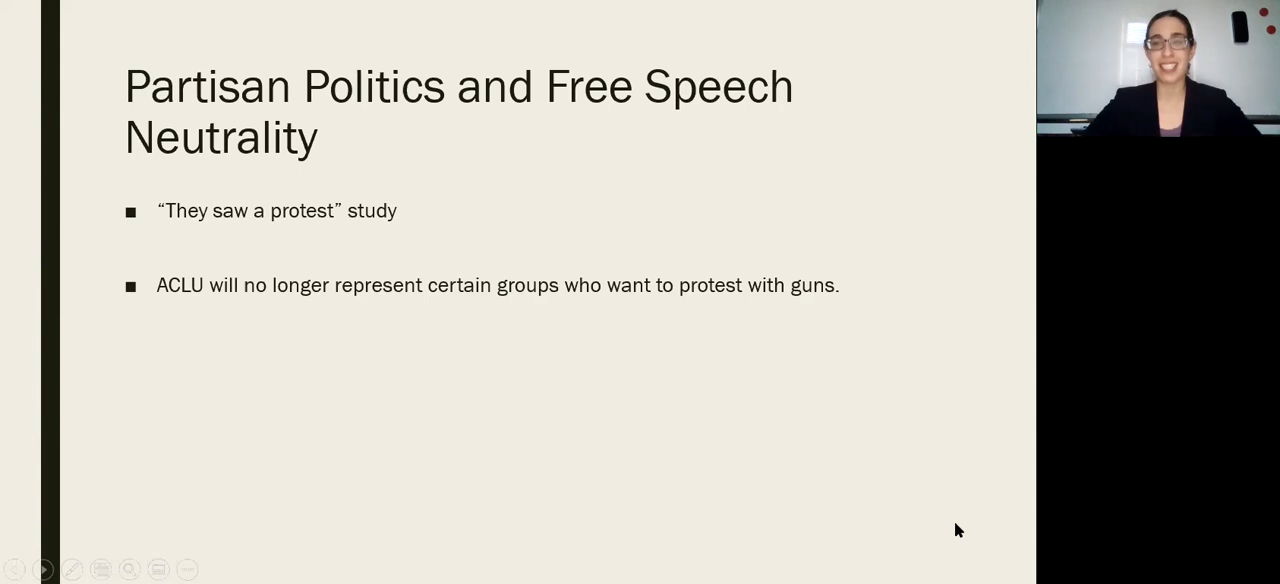 Partisan Politics and Free Speech
Neutrality
■ “They saw a protest” study
■ ACLU will no longer represent certain groups who want to protest with guns.